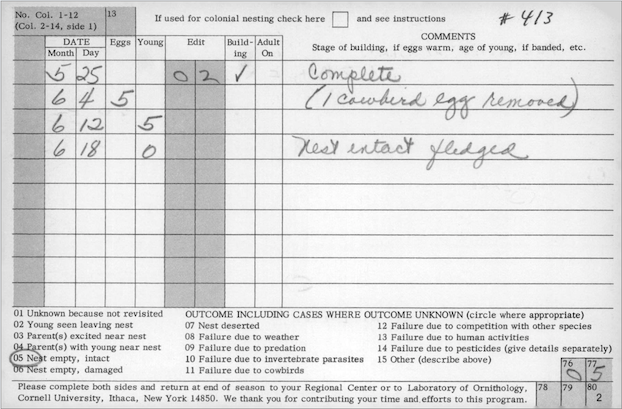 No. Col. 1-12
(Col. 2-14, side 1)
13
If used for colonial nesting check here and see instructions
# 413
DATE
Month Day
Eggs
Young
Edit
Build-
ing
Adult
On
COMMENTS
Stage of building, if eggs warm, age of young, if banded, etc.
5 25 0 2 ✓ Complete
6 4 5 (1 cowbird egg removed)
6 12 5
6 18 0 Nest intact fledged
01 Unknown because not revisited
02 Young seen leaving nest
03 Parent(s) excited near nest
04 Parent(s) with young near nest
05 Nest empty, intact
06 Nest empty, damaged
OUTCOME INCLUDING CASES WHERE OUTCOME UNKNOWN (circle where appropriate)
07 Nest deserted
08 Failure due to weather
09 Failure due to predation
10 Failure due to invertebrate parasites
11 Failure due to cowbirds
12 Failure due to competition with other species
13 Failure due to human activities
14 Failure due to pesticides (give details separately)
15 Other (describe above)
76 77
0 5
Please complete both sides and return at end of season to your Regional Center or to Laboratory of Ornithology,
Cornell University, Ithaca, New York 14850. We thank you for contributing your time and efforts to this program.
78 79 80
2